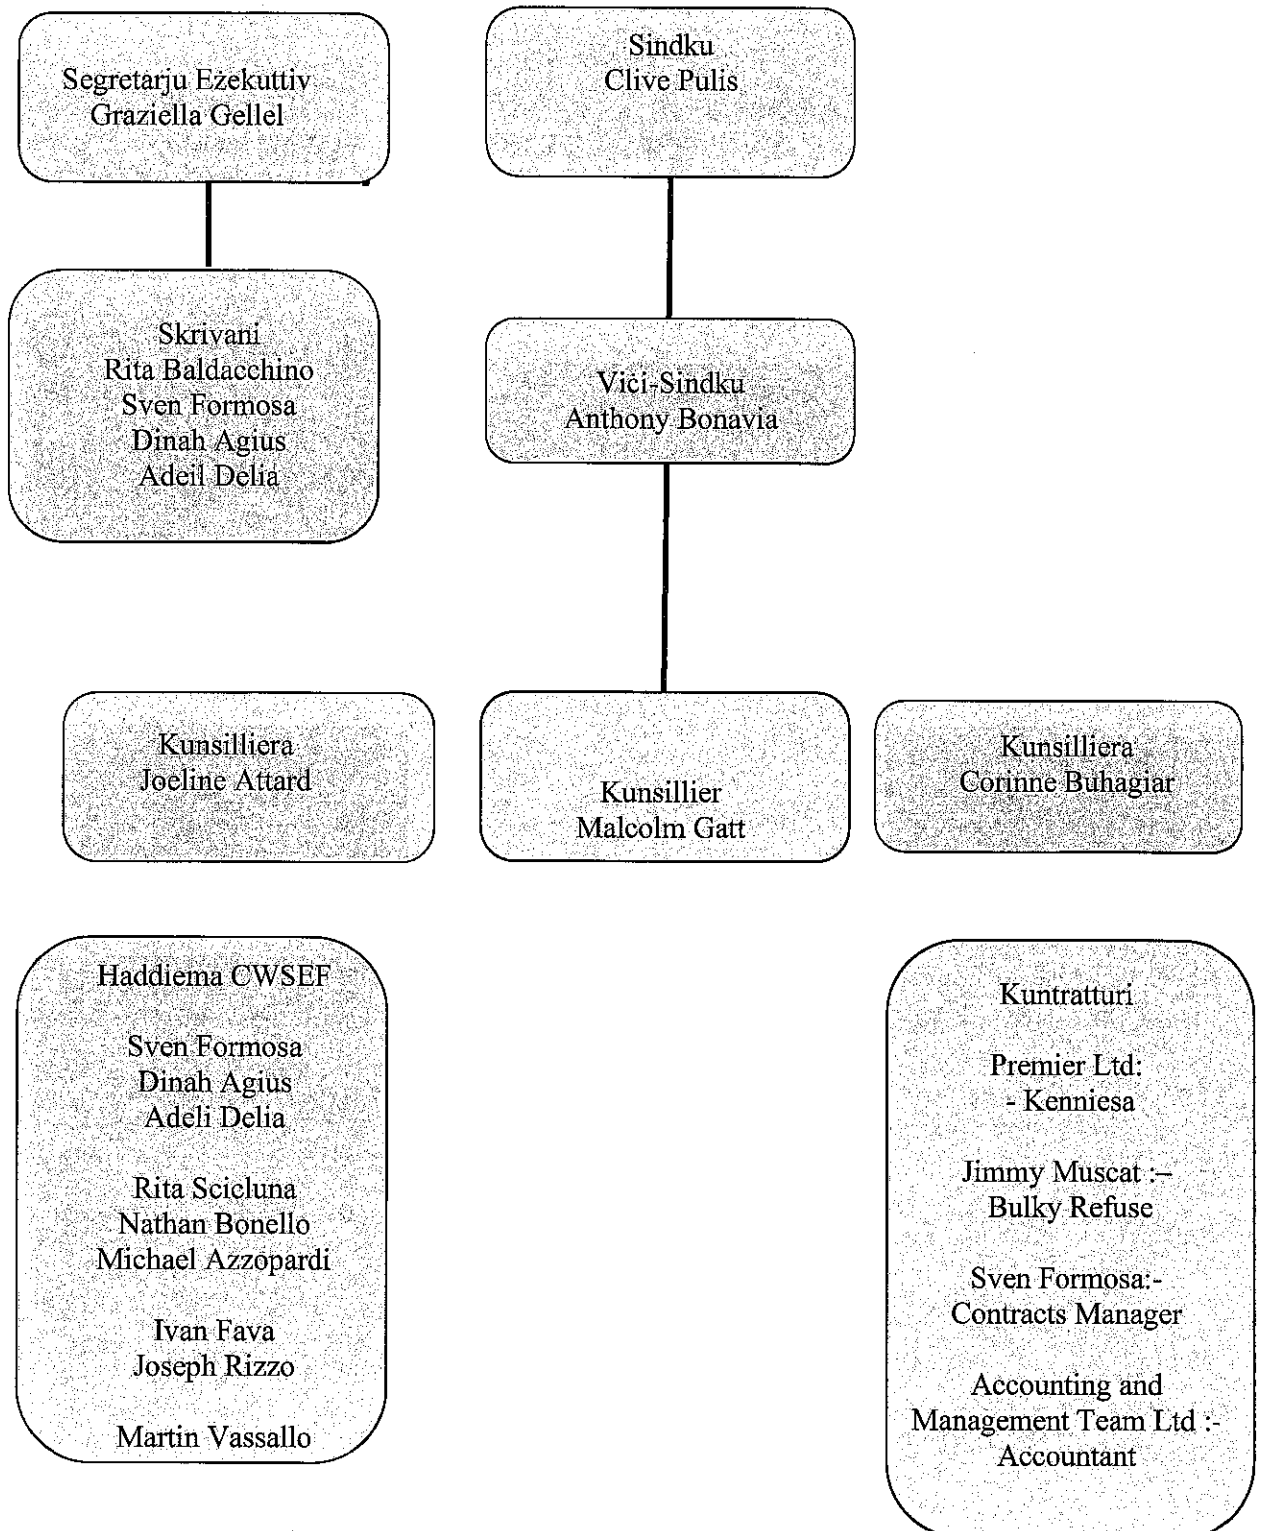 Segretarju Eżekuttiv
Graziella Gellel
Sindku
Clive Pulis
Skrivani
Rita Baldacchino
Sven Formosa
Dinah Agius
Adeil Delia
Viċi-Sindku
Anthony Bonavia
Kunsilliera
Joeline Attard
Kunsillier
Malcolm Gatt
Kunsilliera
Corinne Buhagiar
Haddiema CWSEF
Sven Formosa
Dinah Agius
Adeli Delia
Rita Scicluna
Nathan Bonello
Michael Azzopardi
Ivan Fava
Joseph Rizzo
Martin Vassallo
Kuntratturi
Premier Ltd:
- Kenniesa
Jimmy Muscat :–
Bulky Refuse
Sven Formosa:-
Contracts Manager
Accounting and
Management Team Ltd :-
Accountant